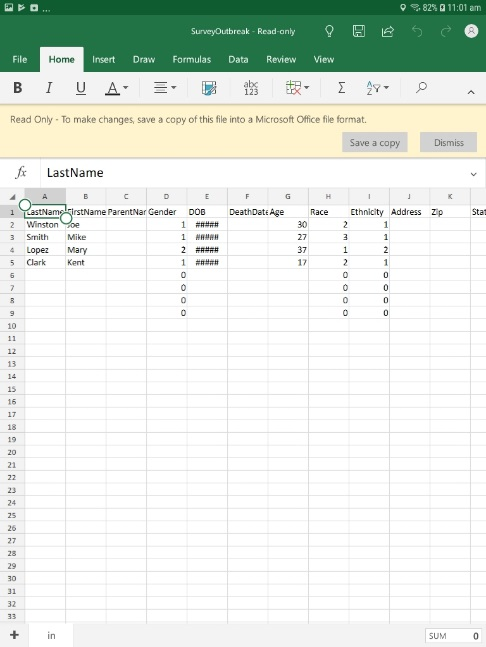 ... 82% 11:01 am
SurveyOutbreak - Read-only
File Home Insert Draw Formulas Data Review View
B I U A abc 123 Σ A Z
Read Only - To make changes, save a copy of this file into a Microsoft Office file format.
Save a copy Dismiss
fx LastName
A B C D E F G H I J K
1 LastName FirstName ParentNar Gender DOB DeathDate Age Race Ethnicity Address Zip Stat
2 Winston Joe 1 ##### 30 2 1
3 Smith Mike 1 ##### 27 3 1
4 Lopez Mary 2 ##### 37 1 2
5 Clark Kent 1 ##### 17 2 1
6 0 0 0
7 0 0 0
8 0 0 0
9 0 0 0
10
11
12
13
14
15
16
17
18
19
20
21
22
23
24
25
26
27
28
29
30
31
32
33
+ in SUM 0